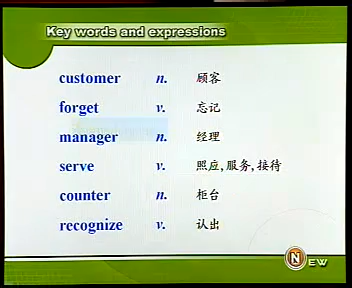 Key words and expressions
customer n. 顾客
forget v. 忘记
manager n. 经理
serve v. 照应,服务,接待
counter n. 柜台
recognize v. 认出
NEW